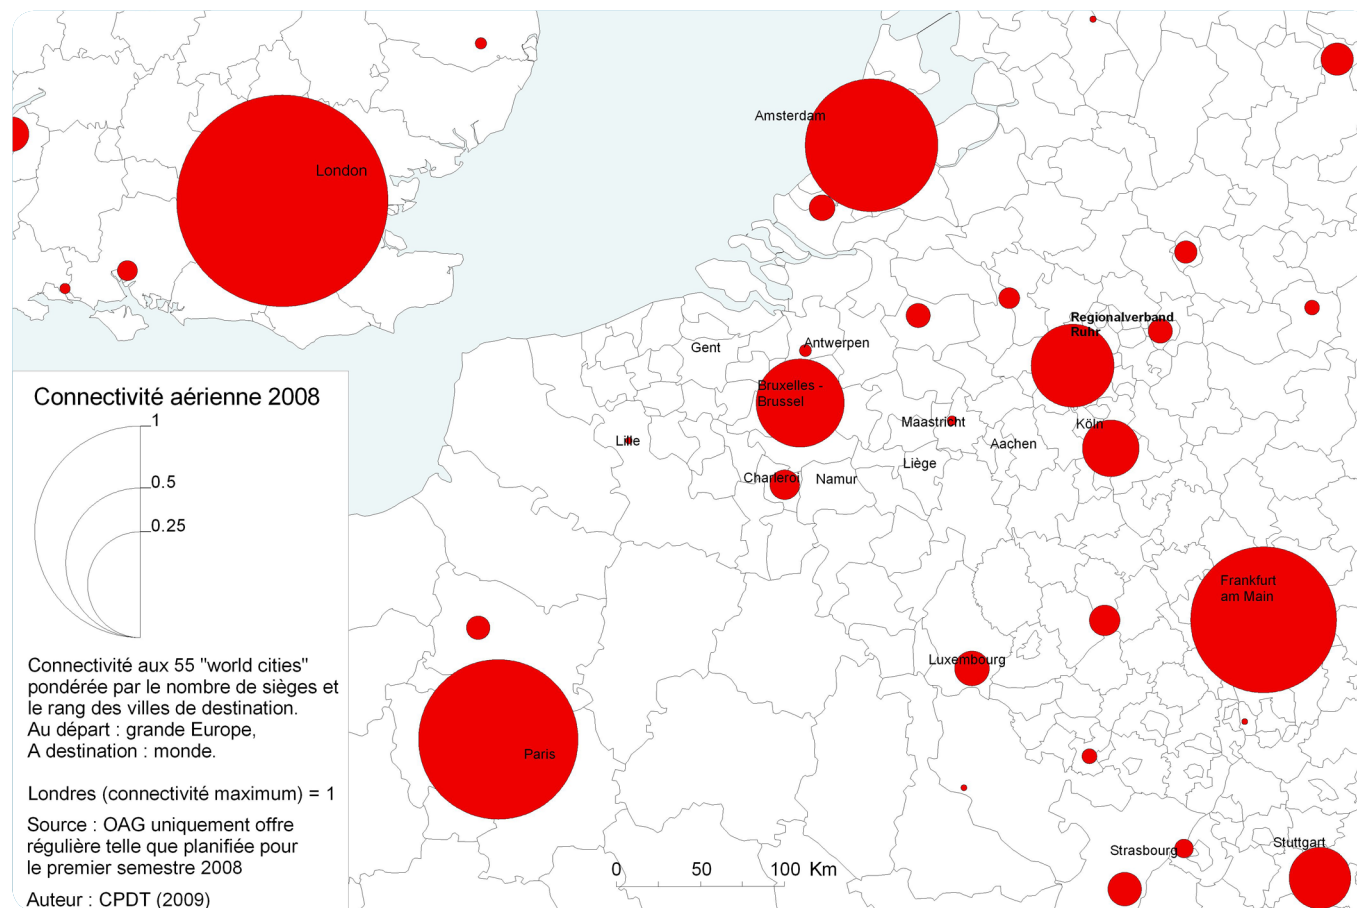 Amsterdam
London
Regionalverband
Ruhr
Gent
Antwerpen
Bruxelles -
Brussel
Maastricht
Köln
Lille
Aachen
Liège
Charleroi
Namur
Frankfurt
am Main
Luxembourg
Paris
Strasbourg
Stuttgart
Connectivité aérienne 2008
1
0.5
0.25
Connectivité aux 55 "world cities"
pondérée par le nombre de sièges et
le rang des villes de destination.
Au départ : grande Europe,
A destination : monde.
Londres (connectivité maximum) = 1
Source : OAG uniquement offre
régulière telle que planifiée pour
le premier semestre 2008
Auteur : CPDT (2009)
0 50 100 Km